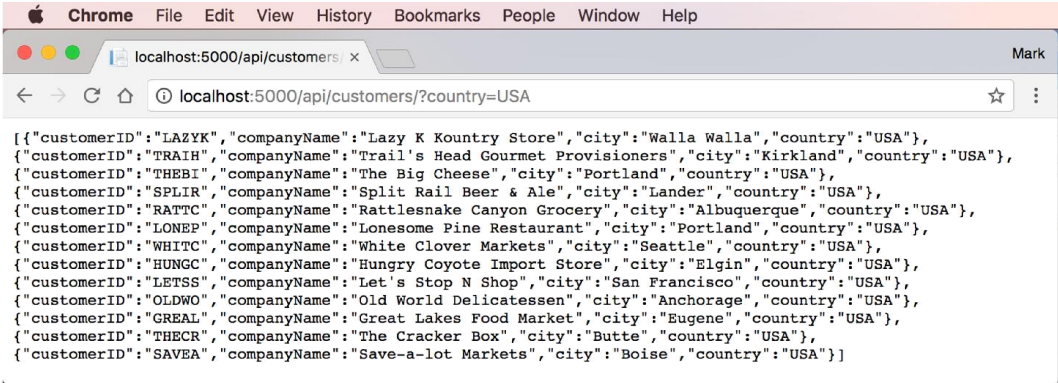 Chrome File Edit View History Bookmarks People Window Help
localhost:5000/api/customers/ Mark
localhost:5000/api/customers/?country=USA
[{"customerID":"LAZYK","companyName":"Lazy K Kountry Store","city":"Walla Walla","country":"USA"},
{"customerID":"TRAIH","companyName":"Trail's Head Gourmet Provisioners","city":"Kirkland","country":"USA"},
{"customerID":"THEBI","companyName":"The Big Cheese","city":"Portland","country":"USA"},
{"customerID":"SPLIR","companyName":"Split Rail Beer & Ale","city":"Lander","country":"USA"},
{"customerID":"RATTC","companyName":"Rattlesnake Canyon Grocery","city":"Albuquerque","country":"USA"},
{"customerID":"LONEP","companyName":"Lonesome Pine Restaurant","city":"Portland","country":"USA"},
{"customerID":"WHITC","companyName":"White Clover Markets","city":"Seattle","country":"USA"},
{"customerID":"HUNGC","companyName":"Hungry Coyote Import Store","city":"Elgin","country":"USA"},
{"customerID":"LETSS","companyName":"Let's Stop N Shop","city":"San Francisco","country":"USA"},
{"customerID":"OLDWO","companyName":"Old World Delicatessen","city":"Anchorage","country":"USA"},
{"customerID":"GREAL","companyName":"Great Lakes Food Market","city":"Eugene","country":"USA"},
{"customerID":"THECR","companyName":"The Cracker Box","city":"Butte","country":"USA"},
{"customerID":"SAVEA","companyName":"Save-a-lot Markets","city":"Boise","country":"USA"}]